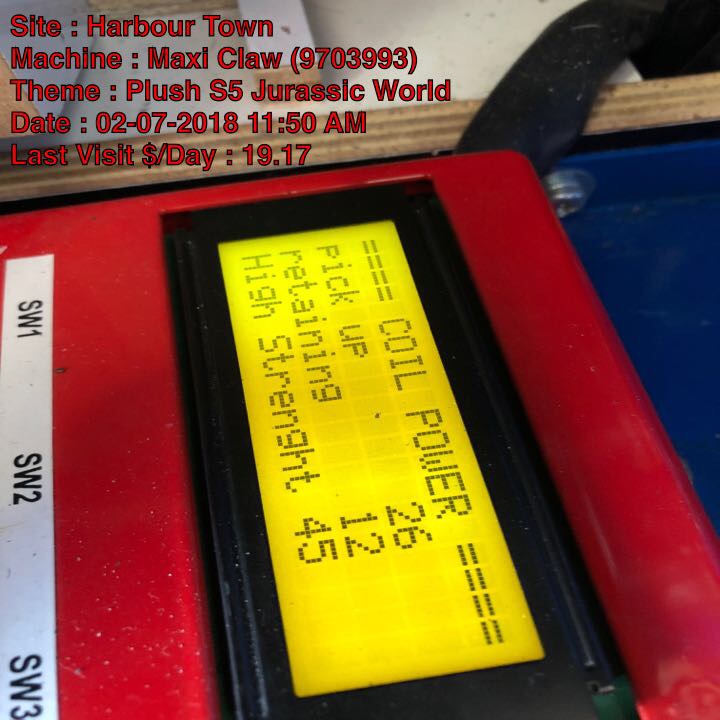 Site : Harbour Town
Machine : Maxi Claw (9703993)
Theme : Plush S5 Jurassic World
Date : 02-07-2018 11:50 AM
Last Visit $/Day : 19.17
==== COIL POWER ====
Pick up 26
retaining 12
High Strenght 45
SW1
SW2
SW3